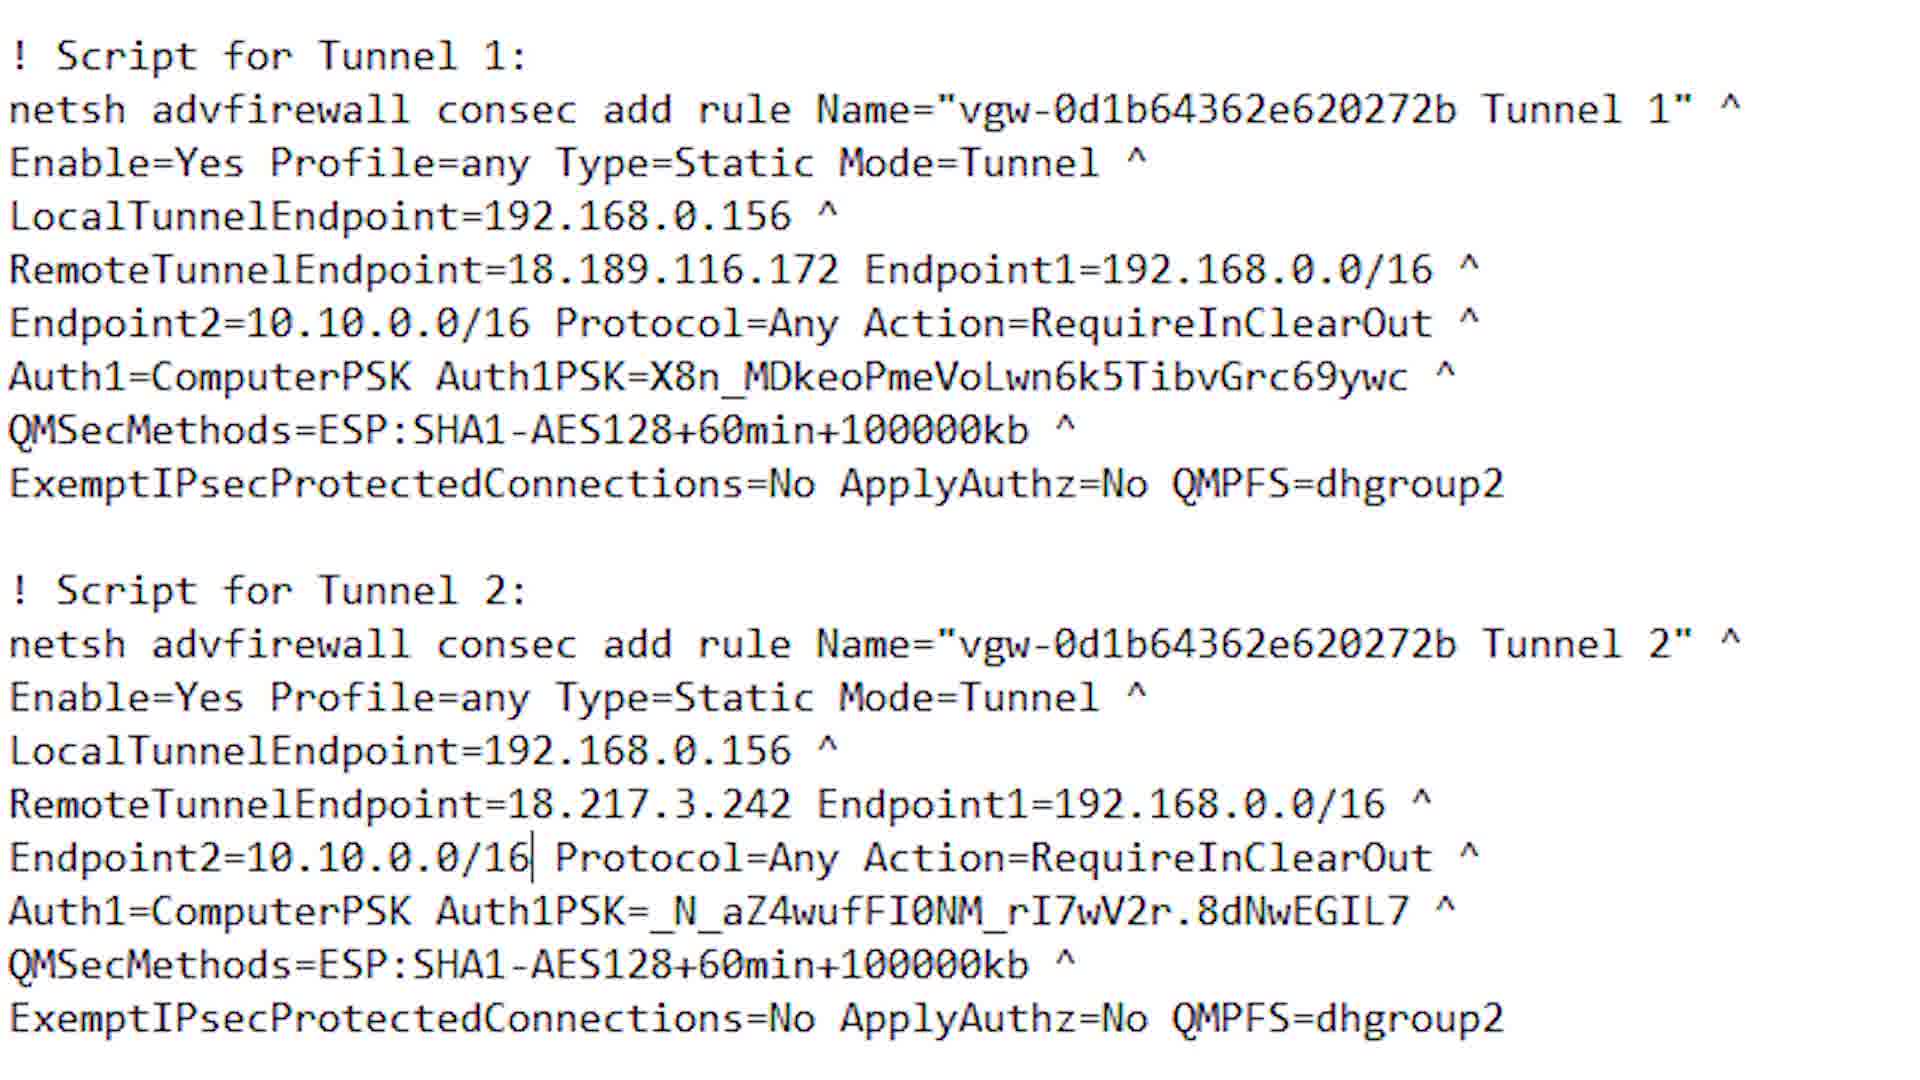 ! Script for Tunnel 1:
netsh advfirewall consec add rule Name="vgw-0d1b64362e620272b Tunnel 1" ^
Enable=Yes Profile=any Type=Static Mode=Tunnel ^
LocalTunnelEndpoint=192.168.0.156 ^
RemoteTunnelEndpoint=18.189.116.172 Endpoint1=192.168.0.0/16 ^
Endpoint2=10.10.0.0/16 Protocol=Any Action=RequireInClearOut ^
Auth1=ComputerPSK Auth1PSK=X8n_MDkeoPmeVoLwn6k5TibvGrc69ywc ^
QMSecMethods=ESP:SHA1-AES128+60min+100000kb ^
ExemptIPsecProtectedConnections=No ApplyAuthz=No QMPFS=dhgroup2
! Script for Tunnel 2:
netsh advfirewall consec add rule Name="vgw-0d1b64362e620272b Tunnel 2" ^
Enable=Yes Profile=any Type=Static Mode=Tunnel ^
LocalTunnelEndpoint=192.168.0.156 ^
RemoteTunnelEndpoint=18.217.3.242 Endpoint1=192.168.0.0/16 ^
Endpoint2=10.10.0.0/16 Protocol=Any Action=RequireInClearOut ^
Auth1=ComputerPSK Auth1PSK=_N_aZ4wufFI0NM_rI7wV2r.8dNwEGIL7 ^
QMSecMethods=ESP:SHA1-AES128+60min+100000kb ^
ExemptIPsecProtectedConnections=No ApplyAuthz=No QMPFS=dhgroup2